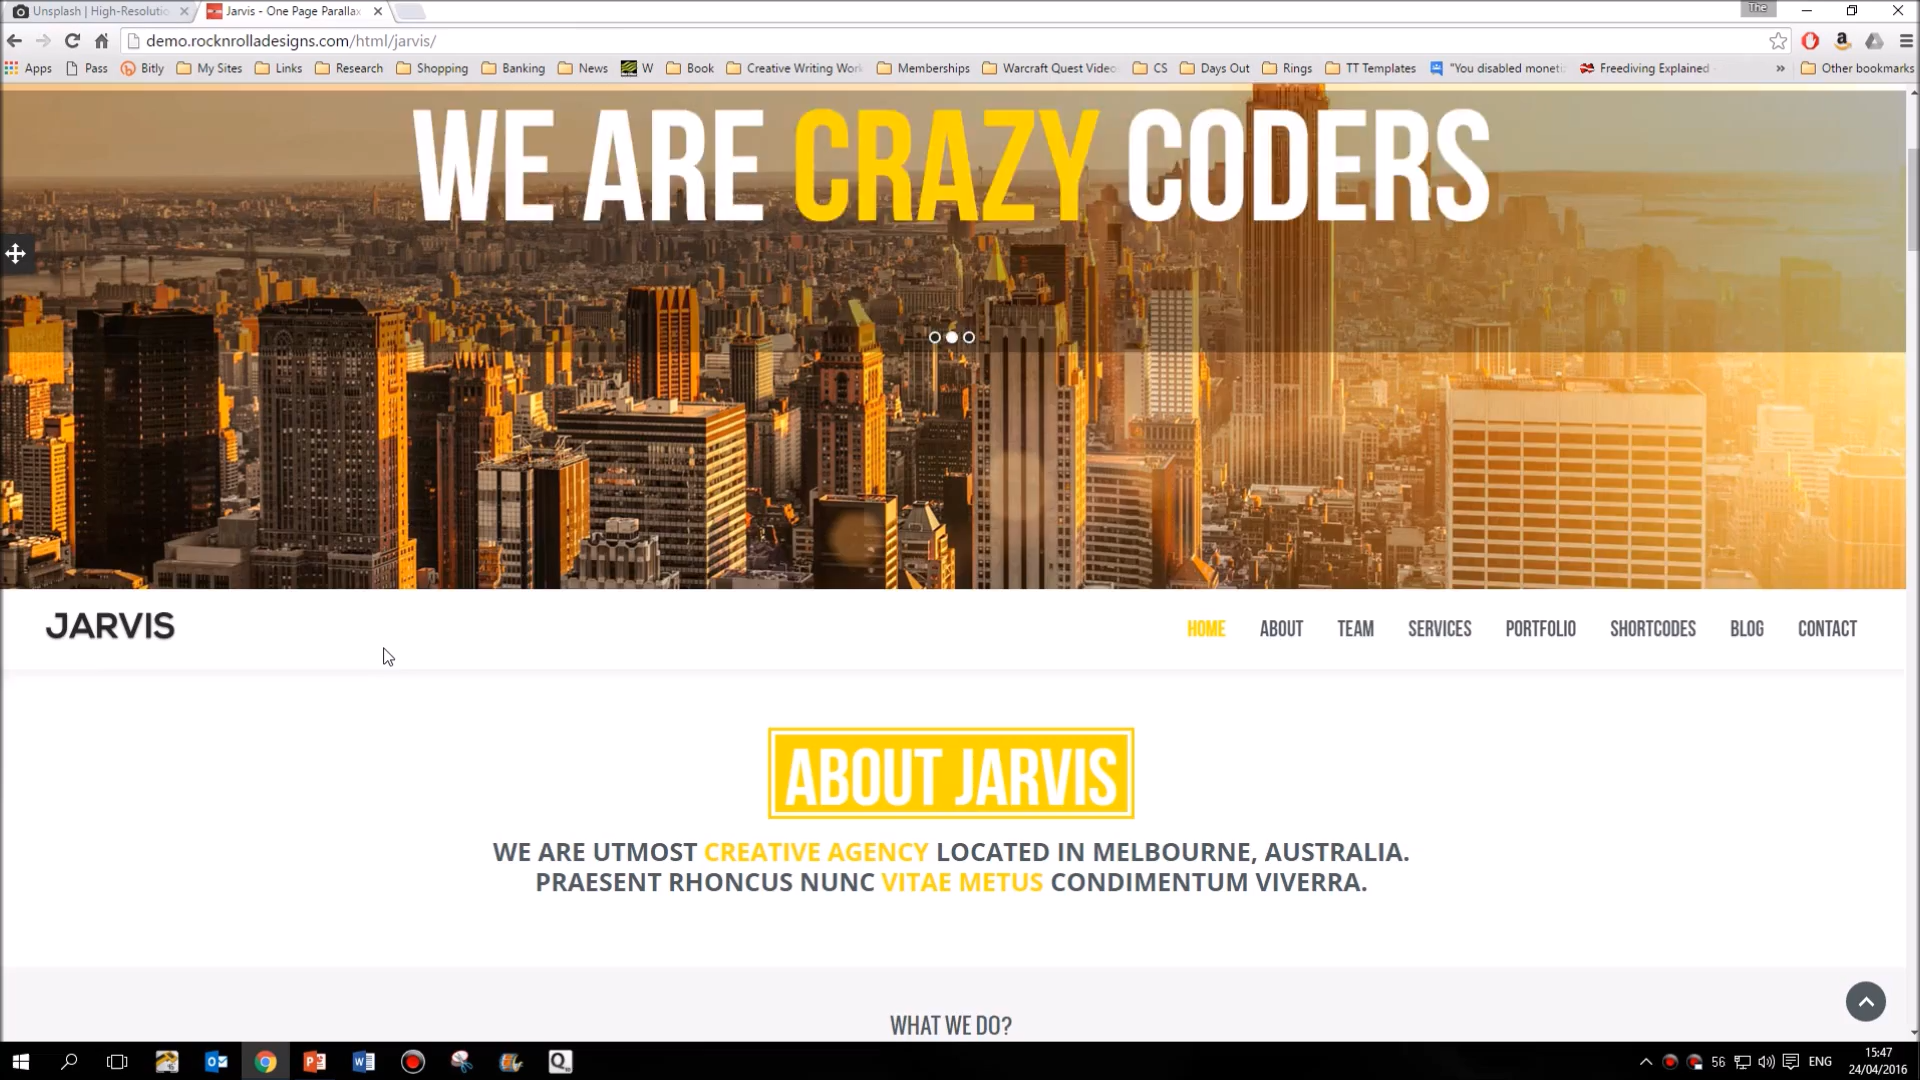 Unsplash | High-Resolutio
Jarvis - One Page Parallax
The
demo.rocknrolladesigns.com/html/jarvis/
Apps Pass Bitly My Sites Links Research Shopping Banking News W Book Creative Writing Work Memberships Warcraft Quest Video CS Days Out Rings TT Templates "You disabled moneti Freediving Explained » Other bookmarks
WE ARE CRAZY CODERS
JARVIS
HOME ABOUT TEAM SERVICES PORTFOLIO SHORTCODES BLOG CONTACT
ABOUT JARVIS
WE ARE UTMOST CREATIVE AGENCY LOCATED IN MELBOURNE, AUSTRALIA.
PRAESENT RHONCUS NUNC VITAE METUS CONDIMENTUM VIVERRA.
WHAT WE DO?
56 ENG
15:47
24/04/2016